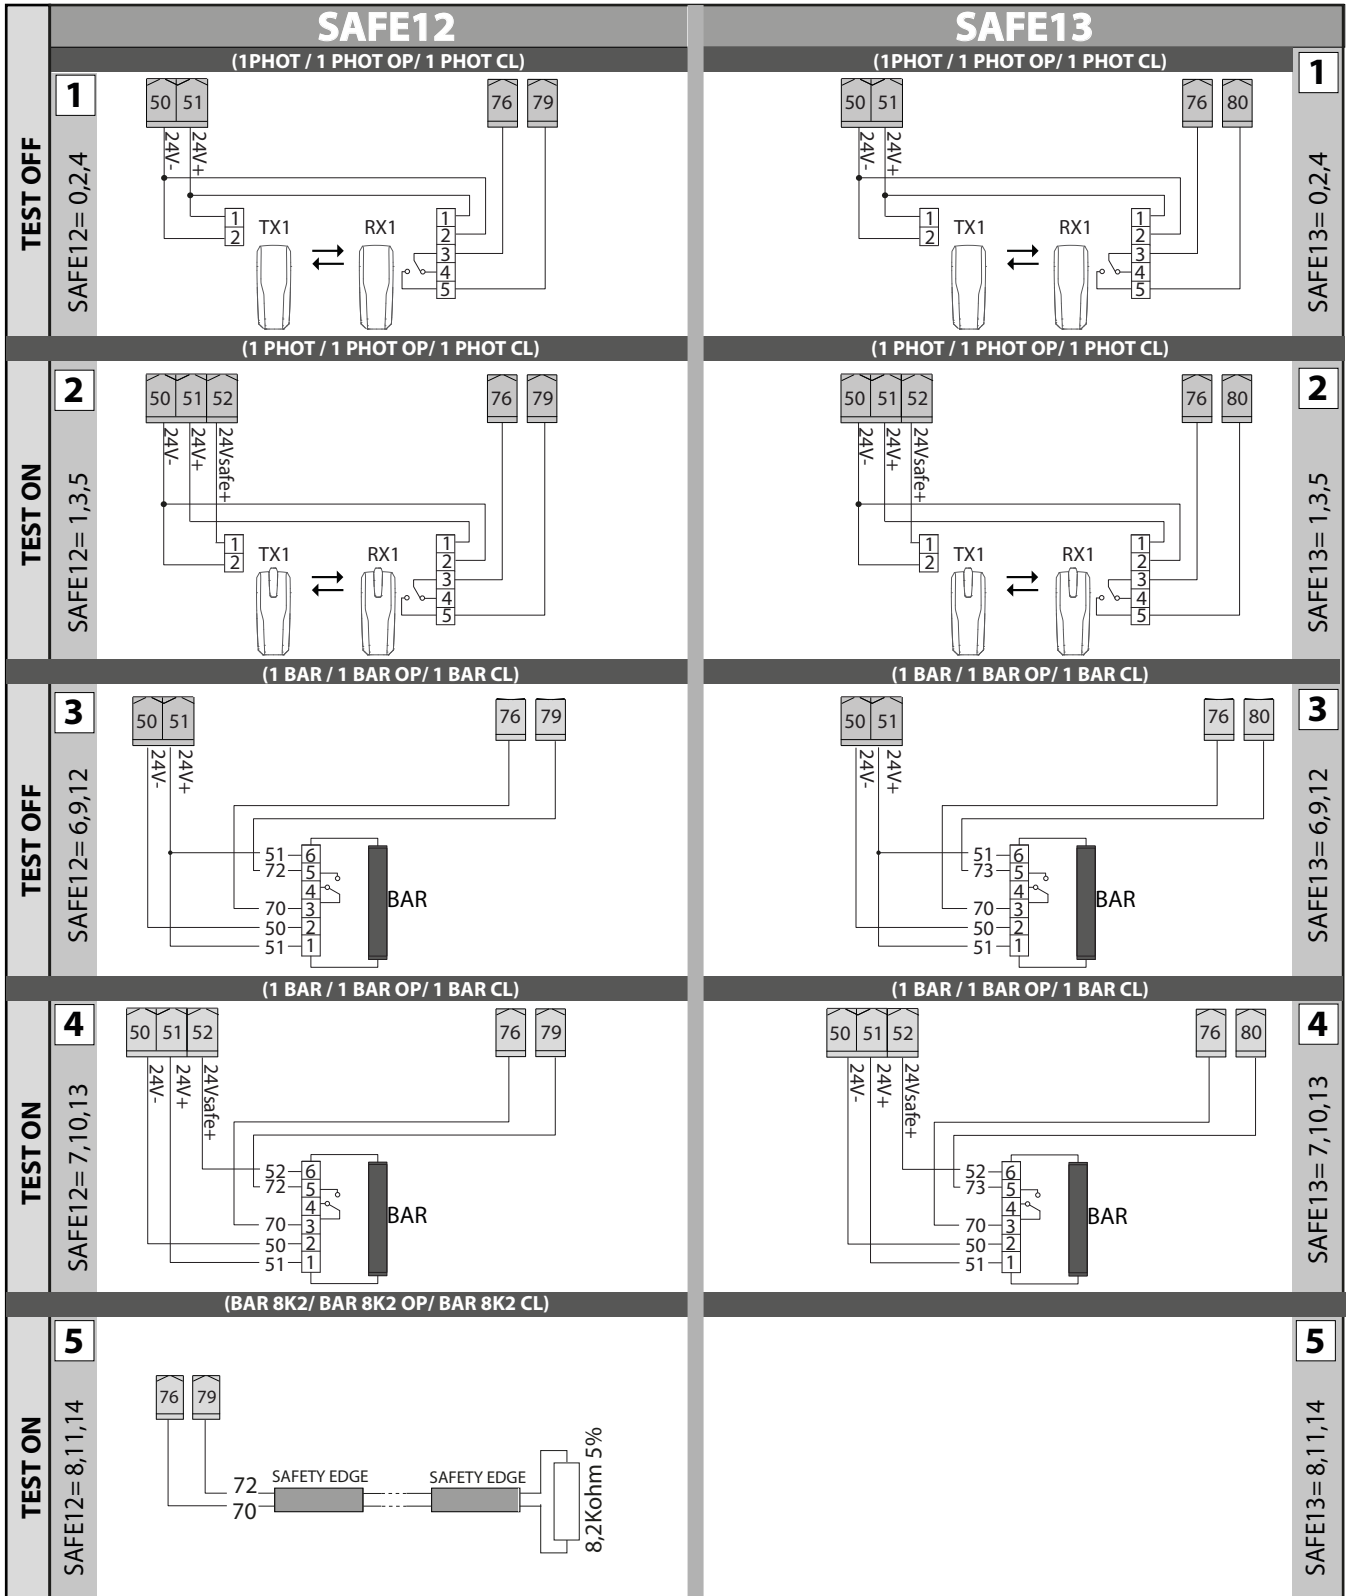 SAFE12
(1PHOT / 1 PHOT OP/ 1 PHOT CL)
TEST OFF
1
SAFE12= 0,2,4
50 51 76 79
24V-
24V+
1
2
TX1 RX1
1
2
3
4
5
(1 PHOT / 1 PHOT OP/ 1 PHOT CL)
TEST ON
2
SAFE12= 1,3,5
50 51 52 76 79
24V-
24V+
24Vsafe+
1
2
TX1 RX1
1
2
3
4
5
(1 BAR / 1 BAR OP/ 1 BAR CL)
TEST OFF
3
SAFE12= 6,9,12
50 51 76 79
24V-
24V+
51 6
72 5
4
70 3
50 2
51 1
BAR
(1 BAR / 1 BAR OP/ 1 BAR CL)
TEST ON
4
SAFE12= 7,10,13
50 51 52 76 79
24V-
24V+
24Vsafe+
52 6
72 5
4
70 3
50 2
51 1
BAR
(BAR 8K2/ BAR 8K2 OP/ BAR 8K2 CL)
TEST ON
5
SAFE12= 8,11,14
76 79
72 SAFETY EDGE SAFETY EDGE
70
8,2Kohm 5%
SAFE13
(1PHOT / 1 PHOT OP/ 1 PHOT CL)
1
SAFE13= 0,2,4
50 51 76 80
24V-
24V+
1
2
TX1 RX1
1
2
3
4
5
(1 PHOT / 1 PHOT OP/ 1 PHOT CL)
2
SAFE13= 1,3,5
50 51 52 76 80
24V-
24V+
24Vsafe+
1
2
TX1 RX1
1
2
3
4
5
(1 BAR / 1 BAR OP/ 1 BAR CL)
3
SAFE13= 6,9,12
50 51 76 80
24V-
24V+
51 6
73 5
4
70 3
50 2
51 1
BAR
(1 BAR / 1 BAR OP/ 1 BAR CL)
4
SAFE13= 7,10,13
50 51 52 76 80
24V-
24V+
24Vsafe+
52 6
73 5
4
70 3
50 2
51 1
BAR
5
SAFE13= 8,11,14